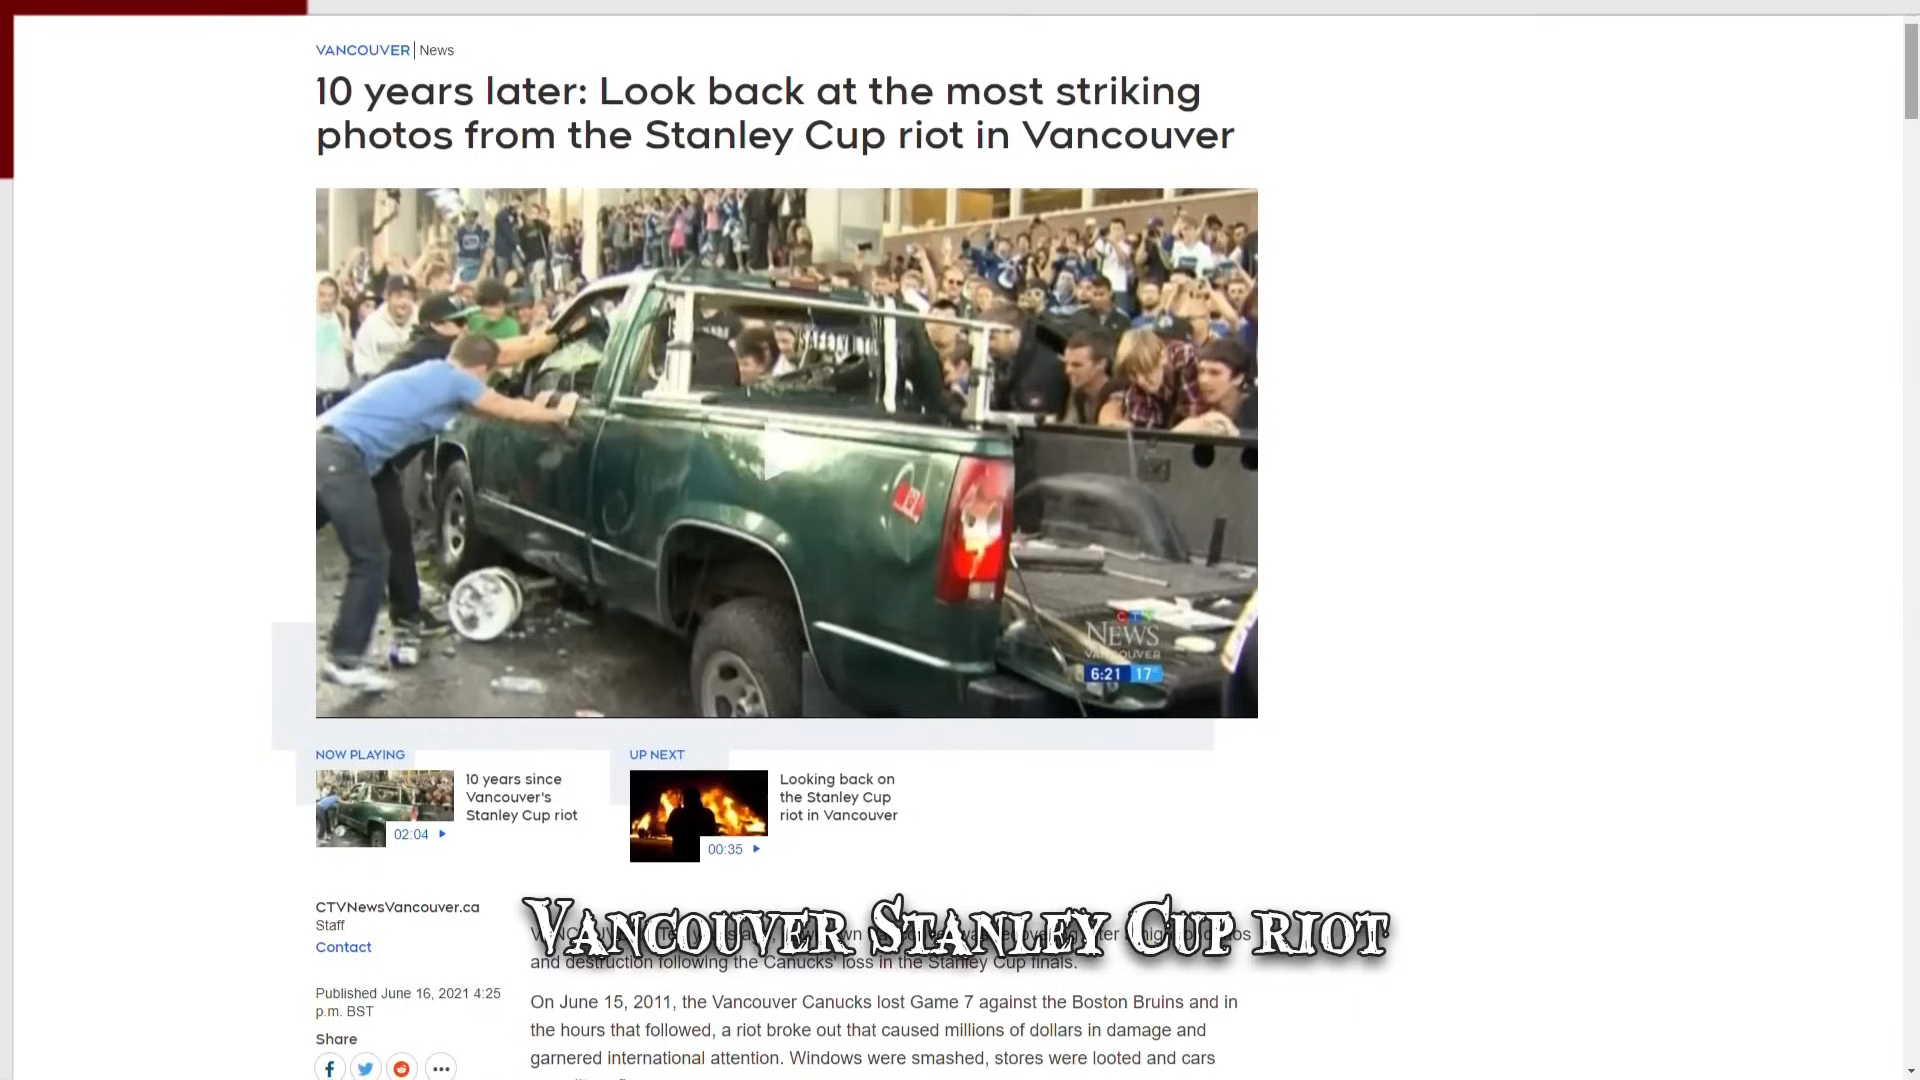 VANCOUVER | News
10 years later: Look back at the most striking
photos from the Stanley Cup riot in Vancouver
CTV
NEWS
VANCOUVER
6:21 17°
NOW PLAYING
UP NEXT
10 years since
Vancouver's
Stanley Cup riot
02:04
Looking back on
the Stanley Cup
riot in Vancouver
00:35
CTVNewsVancouver.ca
Staff
Contact
Published June 16, 2021 4:25
p.m. BST
Share
VANCOUVER STANLEY CUP RIOT
and destruction following the Canucks' loss in the Stanley Cup finals.
On June 15, 2011, the Vancouver Canucks lost Game 7 against the Boston Bruins and in
the hours that followed, a riot broke out that caused millions of dollars in damage and
garnered international attention. Windows were smashed, stores were looted and cars